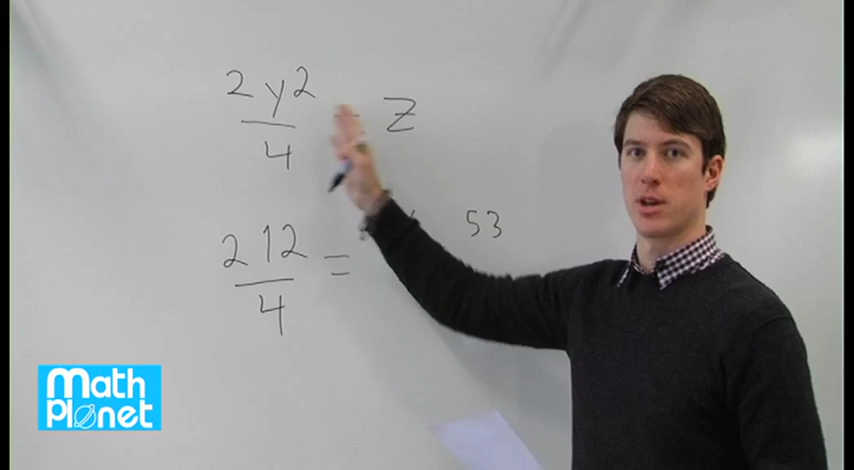 2y2
4
= Z
212
4
=
53
Math
Planet